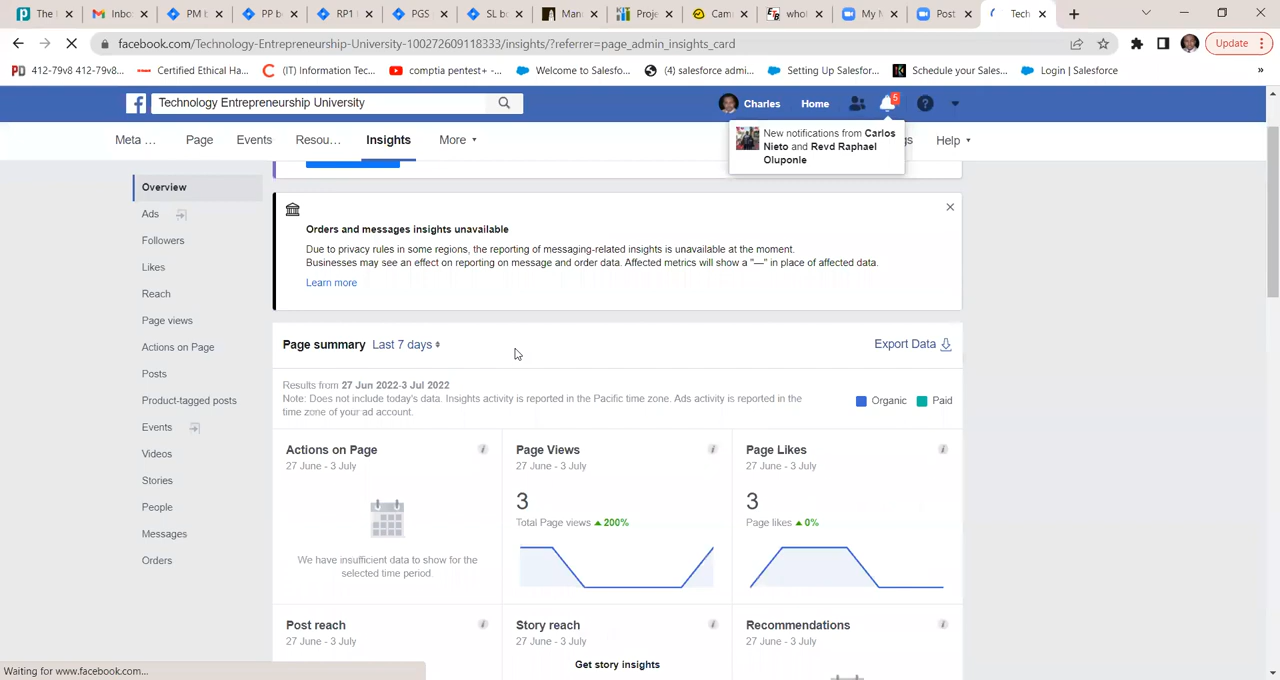 The
Inbo
PM b
PP b
RP1
PGS
SL b
Man
Proje
Cam
whol
My M
Post
Tech
facebook.com/Technology-Entrepreneurship-University-100272609118333/insights/?referrer=page_admin_insights_card
Update
412-79v8 412-79v8...
Certified Ethical Ha...
(IT) Information Tec...
comptia pentest+ -...
Welcome to Salesfo...
(4) salesforce admi...
Setting Up Salesfor...
Schedule your Sales...
Login | Salesforce
»
Technology Entrepreneurship University
Charles
Home
5
Meta ...
Page
Events
Resou...
Insights
More
gs
Help
New notifications from Carlos
Nieto and Revd Raphael
Oluponle
Overview
Ads
Followers
Likes
Reach
Page views
Actions on Page
Posts
Product-tagged posts
Events
Videos
Stories
People
Messages
Orders
Orders and messages insights unavailable
Due to privacy rules in some regions, the reporting of messaging-related insights is unavailable at the moment.
Businesses may see an effect on reporting on message and order data. Affected metrics will show a "—" in place of affected data.
Learn more
Page summary Last 7 days
Export Data
Results from 27 Jun 2022-3 Jul 2022
Note: Does not include today's data. Insights activity is reported in the Pacific time zone. Ads activity is reported in the
time zone of your ad account.
Organic
Paid
Actions on Page
27 June - 3 July
We have insufficient data to show for the
selected time period.
Page Views
27 June - 3 July
3
Total Page views 200%
Page Likes
27 June - 3 July
3
Page likes 0%
Post reach
27 June - 3 July
Story reach
27 June - 3 July
Get story insights
Recommendations
27 June - 3 July
Waiting for www.facebook.com...